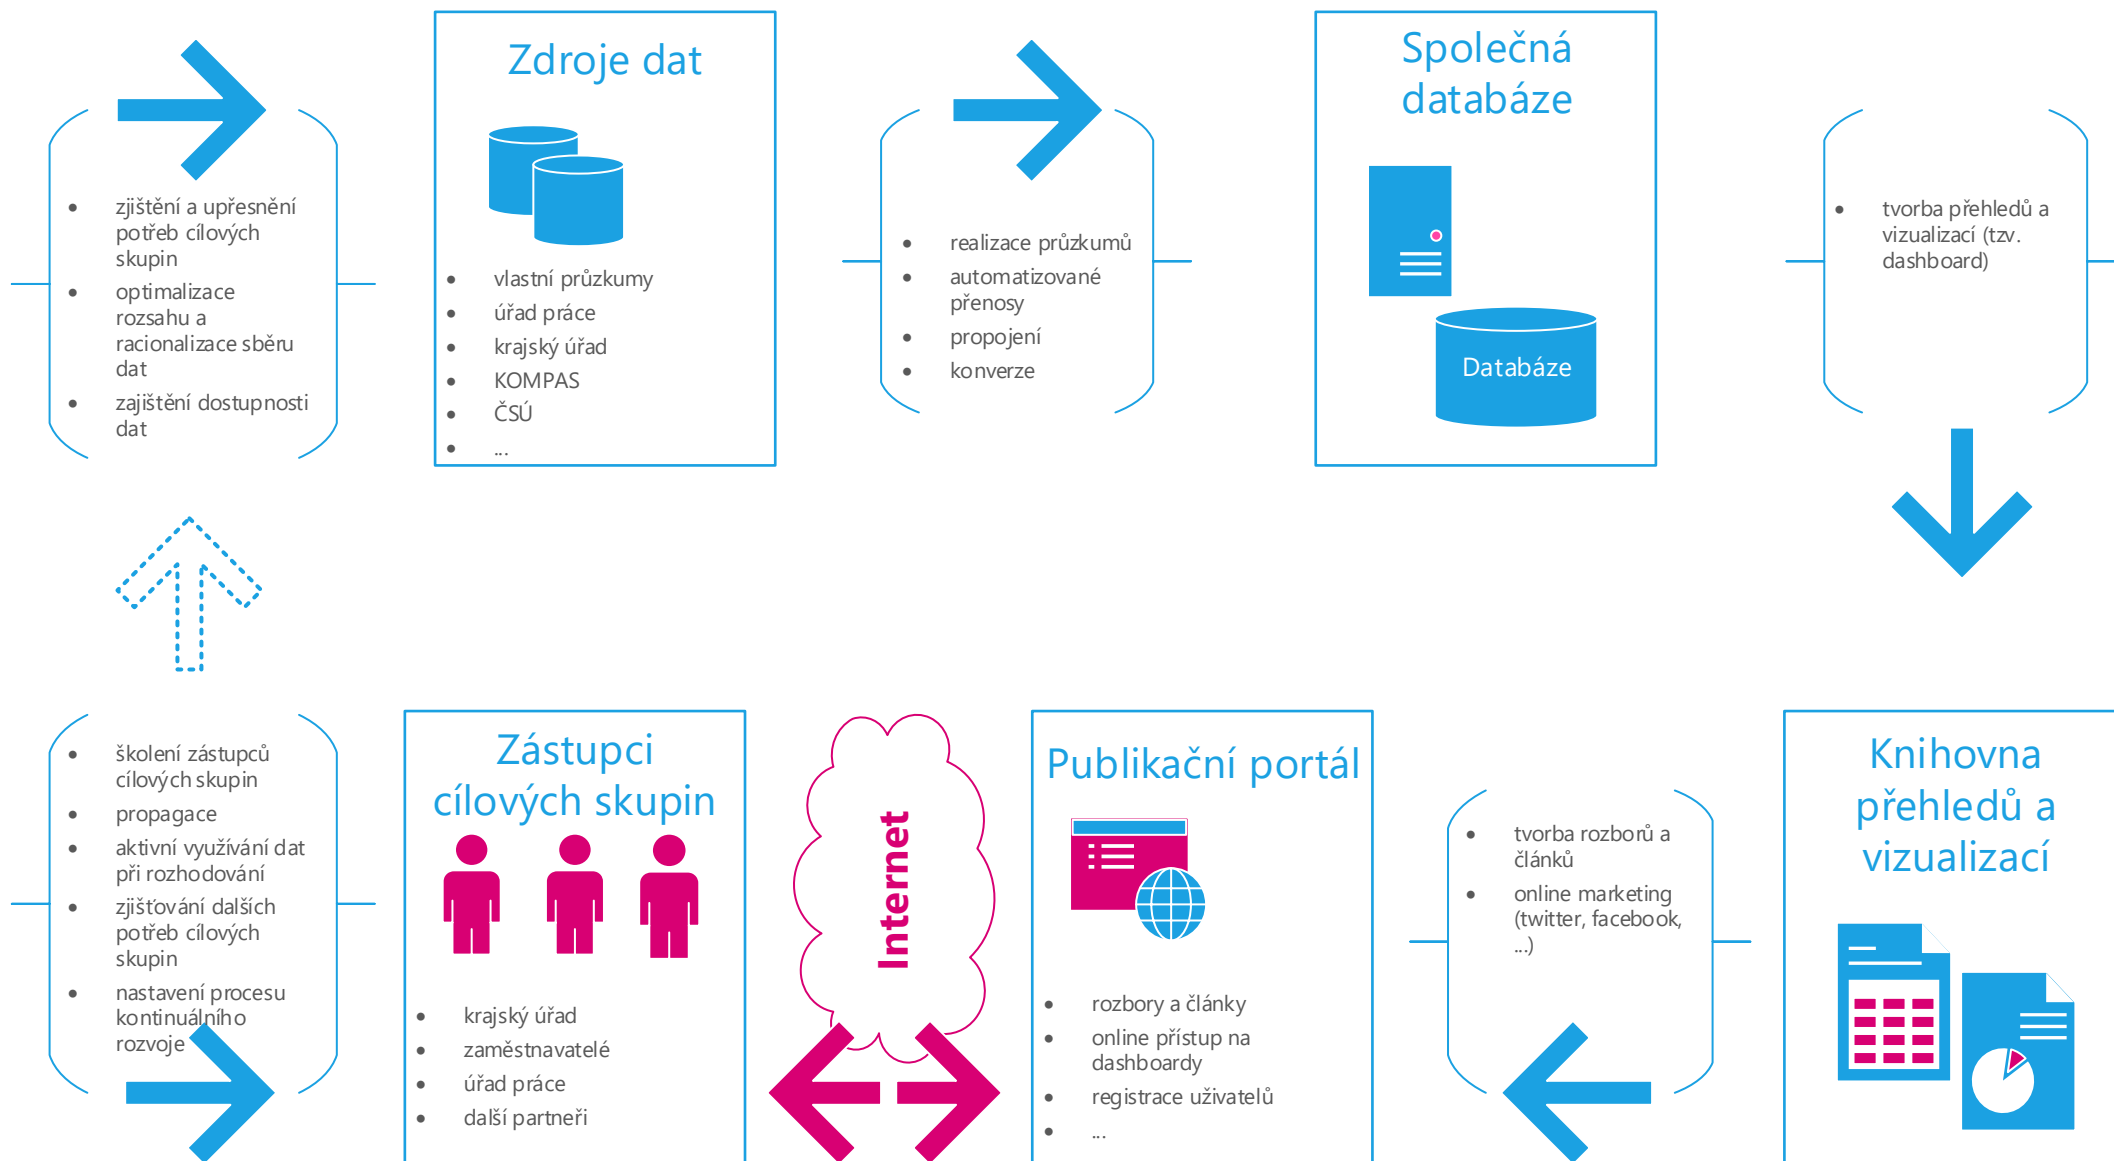 • zjištění a upřesnění
potřeb cílových
skupin
• optimalizace
rozsahu a
racionalizace sběru
dat
• zajištění dostupnosti
dat
Zdroje dat
• vlastní průzkumy
• úřad práce
• krajský úřad
• KOMPAS
• ČSÚ
• ...
• realizace průzkumů
• automatizované
přenosy
• propojení
• konverze
Společná
databáze
Databáze
• tvorba přehledů a
vizualizací (tzv.
dashboard)
• školení zástupců
cílových skupin
• propagace
• aktivní využívání dat
při rozhodování
• zjišťování dalších
potřeb cílových
skupin
• nastavení procesu
kontinuálního
rozvoje
Zástupci
cílových skupin
• krajský úřad
• zaměstnavatelé
• úřad práce
• další partneři
Internet
Publikační portál
• rozbory a články
• online přístup na
dashboardy
• registrace uživatelů
• ...
• tvorba rozborů a
článků
• online marketing
(twitter, facebook,
...)
Knihovna
přehledů a
vizualizací